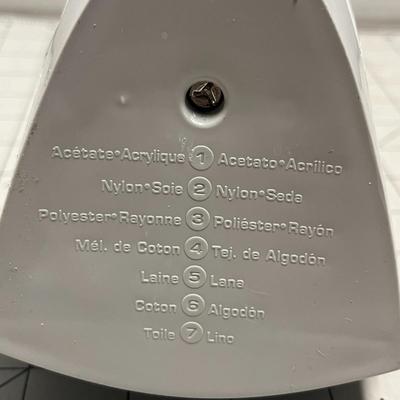 Acétate•Acrylique 1 Acetato•Acrílico
Nylon•Soie 2 Nylon•Seda
Polyester•Rayonne 3 Poliéster•Rayón
Mél. de Coton 4 Tej. de Algodón
Laine 5 Lana
Coton 6 Algodón
Toile 7 Lino